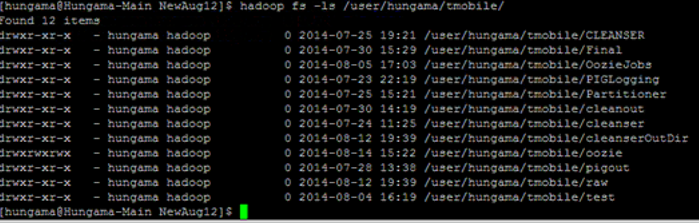 [hungama@Hungama-Main NewAug12]$ hadoop fs -ls /user/hungama/tmobile/
Found 12 items
drwxr-xr-x - hungama hadoop 0 2014-07-25 19:21 /user/hungama/tmobile/CLEANSER
drwxr-xr-x - hungama hadoop 0 2014-07-30 15:29 /user/hungama/tmobile/Final
drwxr-xr-x - hungama hadoop 0 2014-08-05 17:03 /user/hungama/tmobile/OozieJobs
drwxr-xr-x - hungama hadoop 0 2014-07-23 22:19 /user/hungama/tmobile/PIGLogging
drwxr-xr-x - hungama hadoop 0 2014-07-25 15:21 /user/hungama/tmobile/Partitioner
drwxr-xr-x - hungama hadoop 0 2014-07-30 14:19 /user/hungama/tmobile/cleanout
drwxr-xr-x - hungama hadoop 0 2014-07-24 11:25 /user/hungama/tmobile/cleanser
drwxr-xr-x - hungama hadoop 0 2014-08-12 19:39 /user/hungama/tmobile/cleanserOutDir
drwxrwxrwx - hungama hadoop 0 2014-08-14 15:22 /user/hungama/tmobile/oozie
drwxr-xr-x - hungama hadoop 0 2014-07-28 13:38 /user/hungama/tmobile/pigout
drwxr-xr-x - hungama hadoop 0 2014-08-12 19:39 /user/hungama/tmobile/raw
drwxr-xr-x - hungama hadoop 0 2014-08-04 16:19 /user/hungama/tmobile/test
[hungama@Hungama-Main NewAug12]$